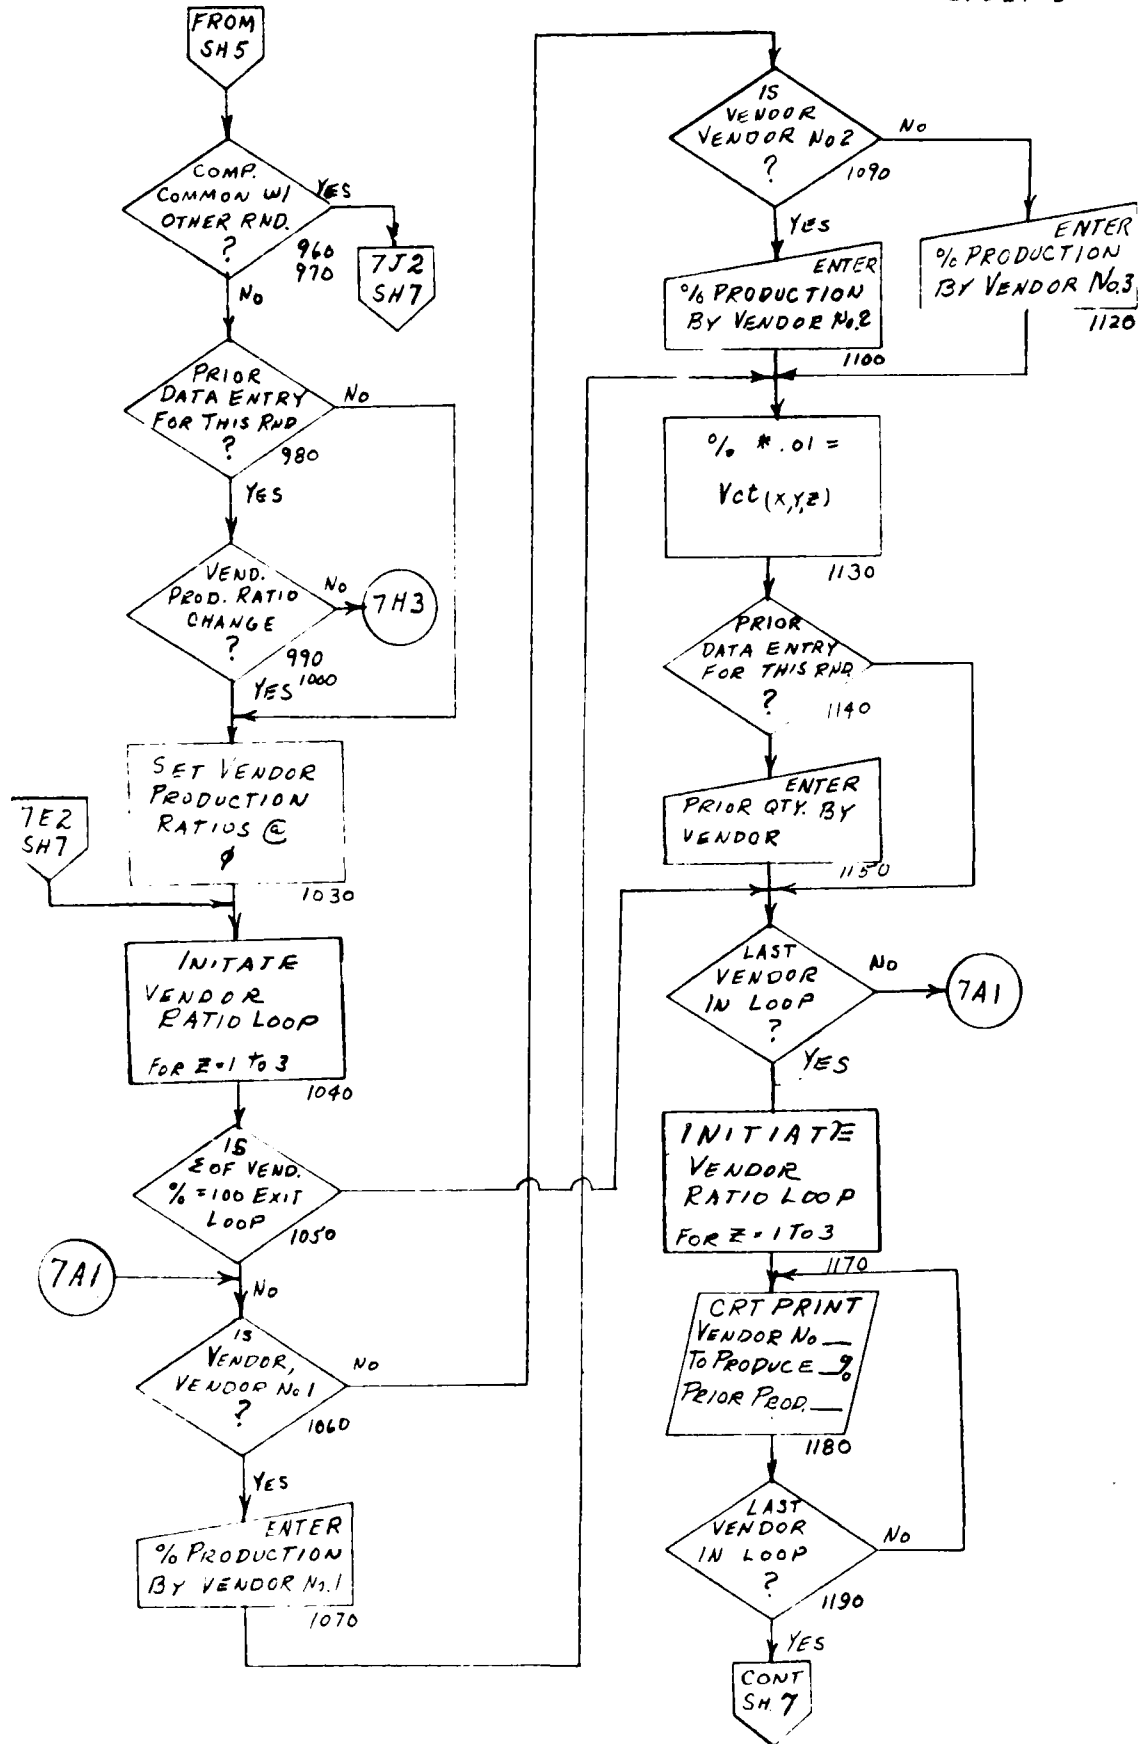 FROM
SH5
COMP.
COMMON W/
OTHER RND.
?
YES
960
970
7J2
SH7
NO
PRIOR
DATA ENTRY
FOR THIS RND
?
NO
980
YES
VEND.
PROD. RATIO
CHANGE
?
NO
7H3
990
1000
YES
SET VENDOR
PRODUCTION
RATIOS @
φ
1030
7E2
SH7
INITATE
VENDOR
RATIO LOOP
FOR Z=1 TO 3
1040
IS
Σ OF VEND.
% =100 EXIT
LOOP
1050
7A1
NO
IS
VENDOR,
VENDOR No.1
?
NO
1060
YES
ENTER
% PRODUCTION
BY VENDOR No.1
1070
IS
VENDOR
VENDOR No2
?
NO
1090
YES
ENTER
% PRODUCTION
BY VENDOR No.2
1100
ENTER
% PRODUCTION
BY VENDOR No.3
1120
% * .01 =
Vct (X,Y,Z)
1130
PRIOR
DATA ENTRY
FOR THIS RND.
?
1140
ENTER
PRIOR QTY. BY
VENDOR
1150
LAST
VENDOR
IN LOOP
?
NO
7A1
YES
INITIATE
VENDOR
RATIO LOOP
FOR Z=1 TO 3
1170
CRT PRINT
VENDOR No __
TO PRODUCE __%
PRIOR PROD. __
1180
LAST
VENDOR
IN LOOP
?
NO
1190
YES
CONT
SH. 7